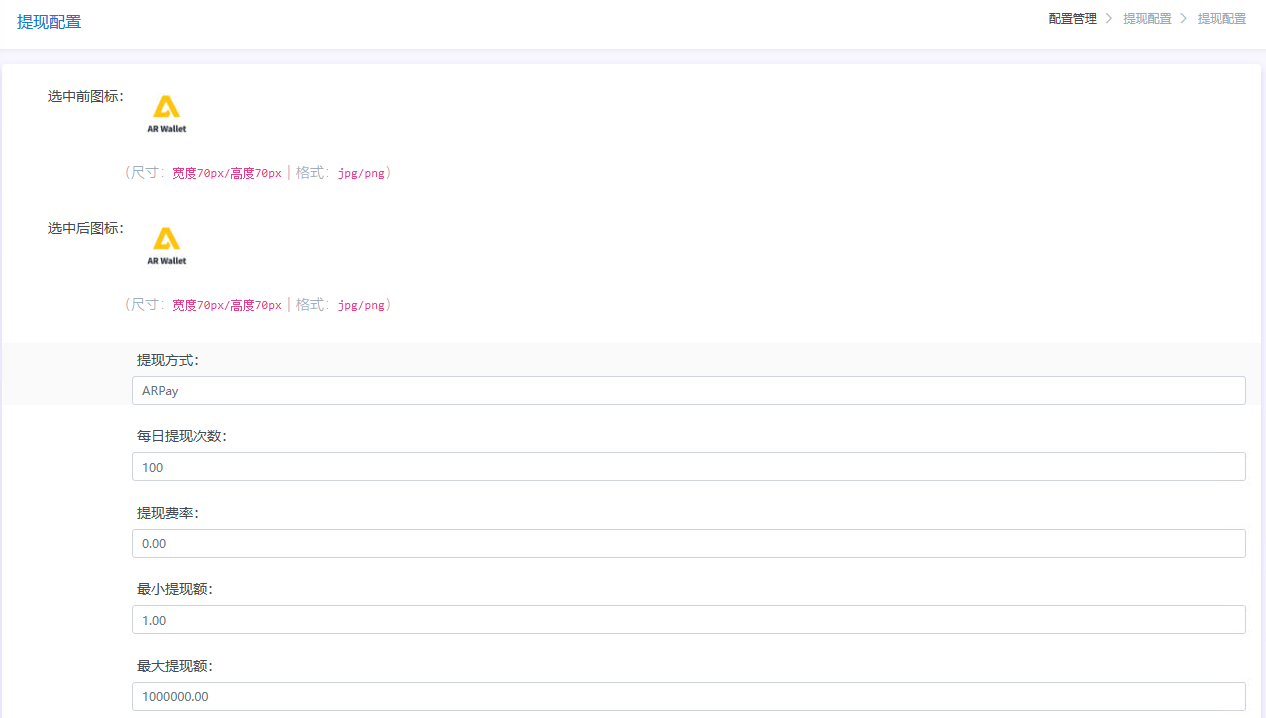 提现配置
配置管理 > 提现配置 > 提现配置
选中前图标：
AR Wallet
（尺寸：宽度70px/高度70px | 格式：jpg/png）
选中后图标：
AR Wallet
（尺寸：宽度70px/高度70px | 格式：jpg/png）
提现方式：
ARPay
每日提现次数：
100
提现费率：
0.00
最小提现额：
1.00
最大提现额：
1000000.00